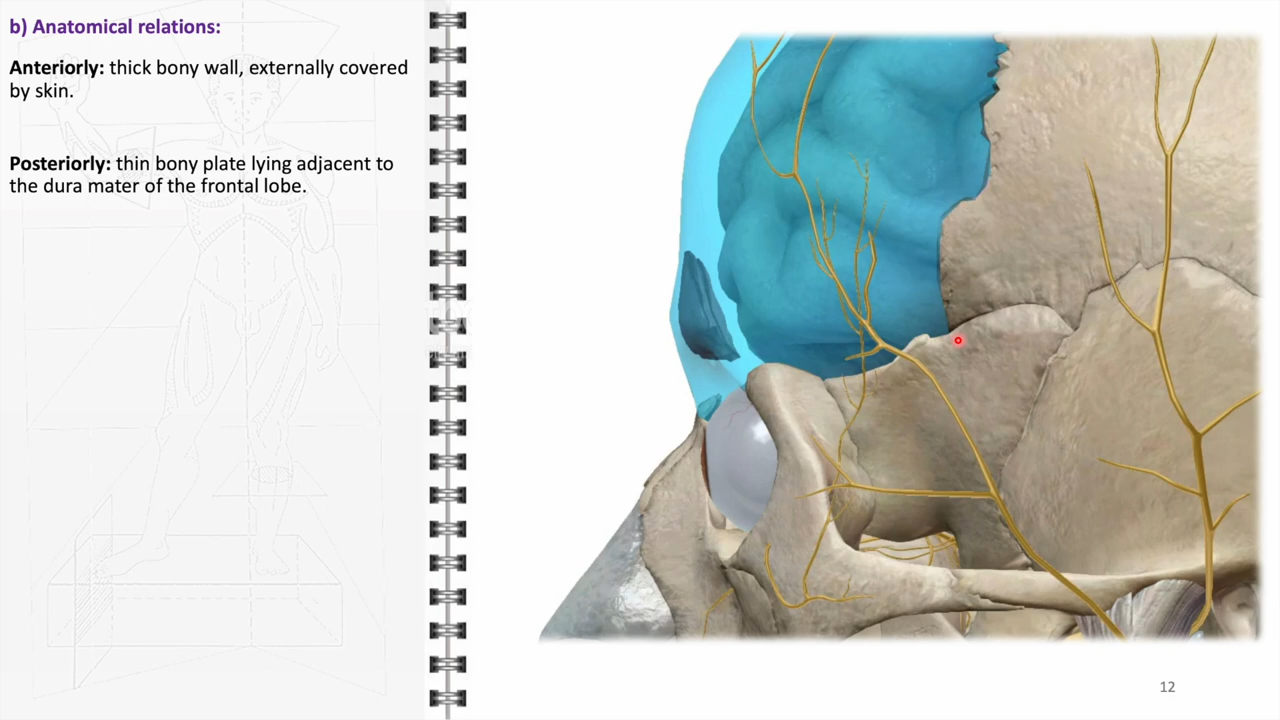 b) Anatomical relations:
Anteriorly: thick bony wall, externally covered
by skin.
Posteriorly: thin bony plate lying adjacent to
the dura mater of the frontal lobe.
12